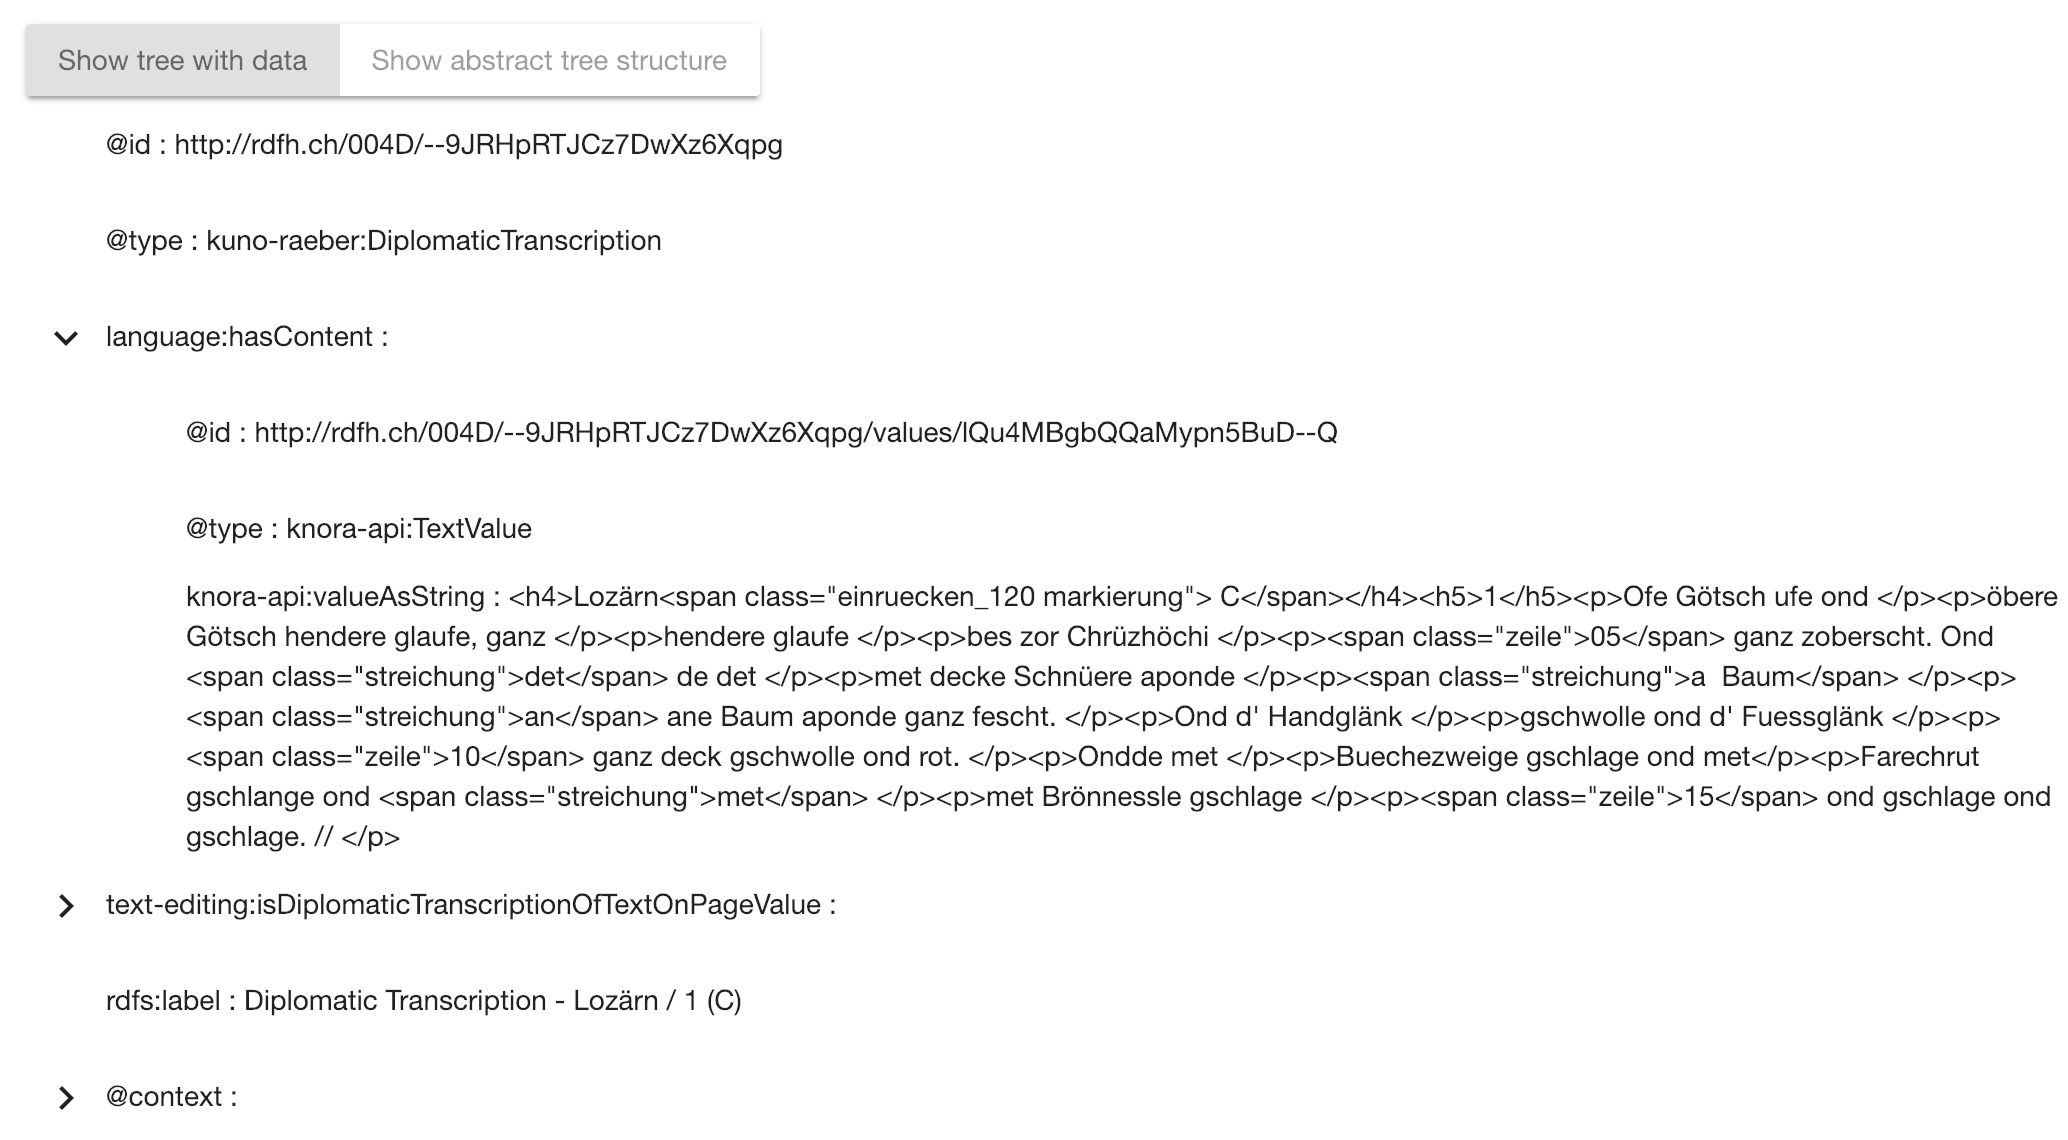 Show tree with data Show abstract tree structure
@id : http://rdfh.ch/004D/--9JRHpRTJCz7DwXz6Xqpg
@type : kuno-raeber:DiplomaticTranscription
language:hasContent :
@id : http://rdfh.ch/004D/--9JRHpRTJCz7DwXz6Xqpg/values/lQu4MBgbQQaMypn5BuD--Q
@type : knora-api:TextValue
knora-api:valueAsString : <h4>Lozärn<span class="einruecken_120 markierung"> C</span></h4><h5>1</h5><p>Ofe Götsch ufe ond </p><p>öbere
Götsch hendere glaufe, ganz </p><p>hendere glaufe </p><p>bes zor Chrüzhöchi </p><p><span class="zeile">05</span> ganz zoberscht. Ond
<span class="streichung">det</span> de det </p><p>met decke Schnüere aponde </p><p><span class="streichung">a  Baum</span> </p><p>
<span class="streichung">an</span> ane Baum aponde ganz fescht. </p><p>Ond d' Handglänk </p><p>gschwolle ond d' Fuessglänk </p><p>
<span class="zeile">10</span> ganz deck gschwolle ond rot. </p><p>Ondde met </p><p>Buechezweige gschlage ond met</p><p>Farechrut
gschlange ond <span class="streichung">met</span> </p><p>met Brönnessle gschlage </p><p><span class="zeile">15</span> ond gschlage ond
gschlage. // </p>
text-editing:isDiplomaticTranscriptionOfTextOnPageValue :
rdfs:label : Diplomatic Transcription - Lozärn / 1 (C)
@context :